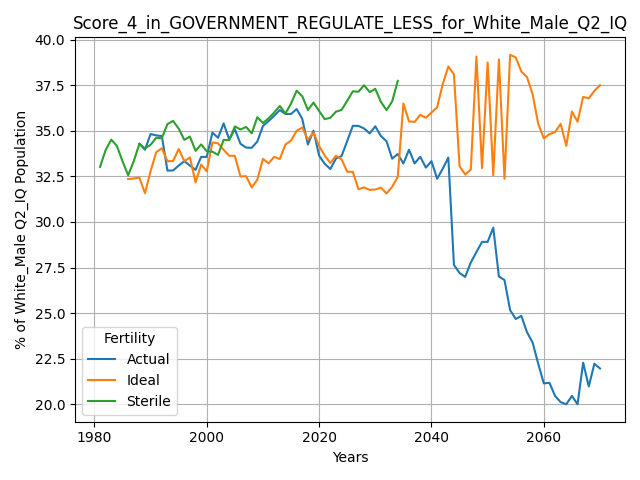 Score_4_in_GOVERNMENT_REGULATE_LESS_for_White_Male_Q2_IQ
% of White_Male Q2_IQ Population
40.0
37.5
35.0
32.5
30.0
27.5
25.0
22.5
20.0
Fertility
Actual
Ideal
Sterile
1980
2000
2020
2040
2060
Years